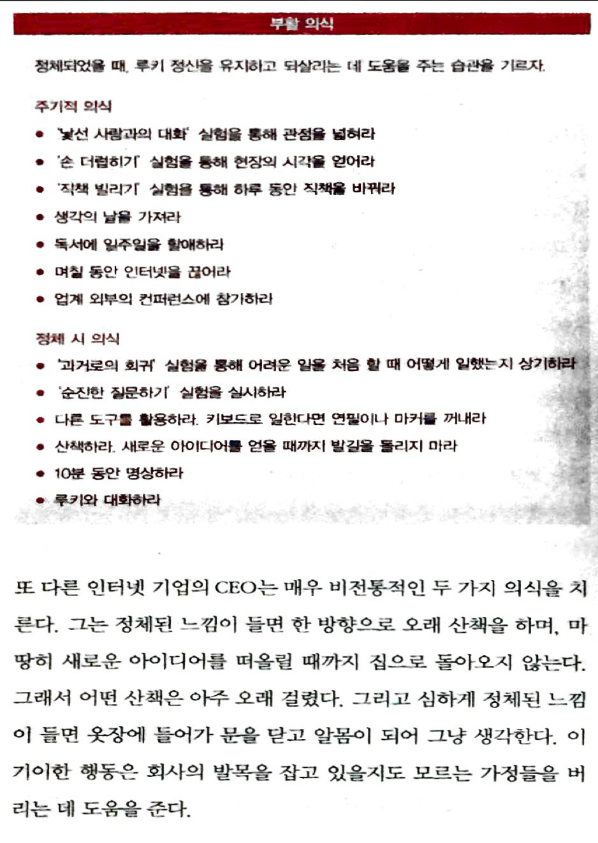 부활 의식
정체되었을 때, 루키 정신을 유지하고 되살리는 데 도움을 주는 습관을 기르자.
주기적 의식
• '낯선 사람과의 대화' 실험을 통해 관점을 넓혀라
• '손 더럽히기' 실험을 통해 현장의 시각을 얻어라
• '직책 빌리기' 실험을 통해 하루 동안 직책을 바꿔라
• 생각의 날을 가져라
• 독서에 일주일을 할애하라
• 며칠 동안 인터넷을 끊어라
• 업계 외부의 컨퍼런스에 참가하라
정체 시 의식
• '과거로의 회귀' 실험을 통해 어려운 일을 처음 할 때 어떻게 일했는지 상기하라
• '순진한 질문하기' 실험을 실시하라
• 다른 도구를 활용하라. 키보드로 일한다면 연필이나 마커를 꺼내라
• 산책하라. 새로운 아이디어를 얻을 때까지 발길을 돌리지 마라
• 10분 동안 명상하라
• 루키와 대화하라
또 다른 인터넷 기업의 CEO는 매우 비전통적인 두 가지 의식을 치
른다. 그는 정체된 느낌이 들면 한 방향으로 오래 산책을 하며, 마
땅히 새로운 아이디어를 떠올릴 때까지 집으로 돌아오지 않는다.
그래서 어떤 산책은 아주 오래 걸렸다. 그리고 심하게 정체된 느낌
이 들면 옷장에 들어가 문을 닫고 알몸이 되어 그냥 생각한다. 이
기이한 행동은 회사의 발목을 잡고 있을지도 모르는 가정들을 버
리는 데 도움을 준다.